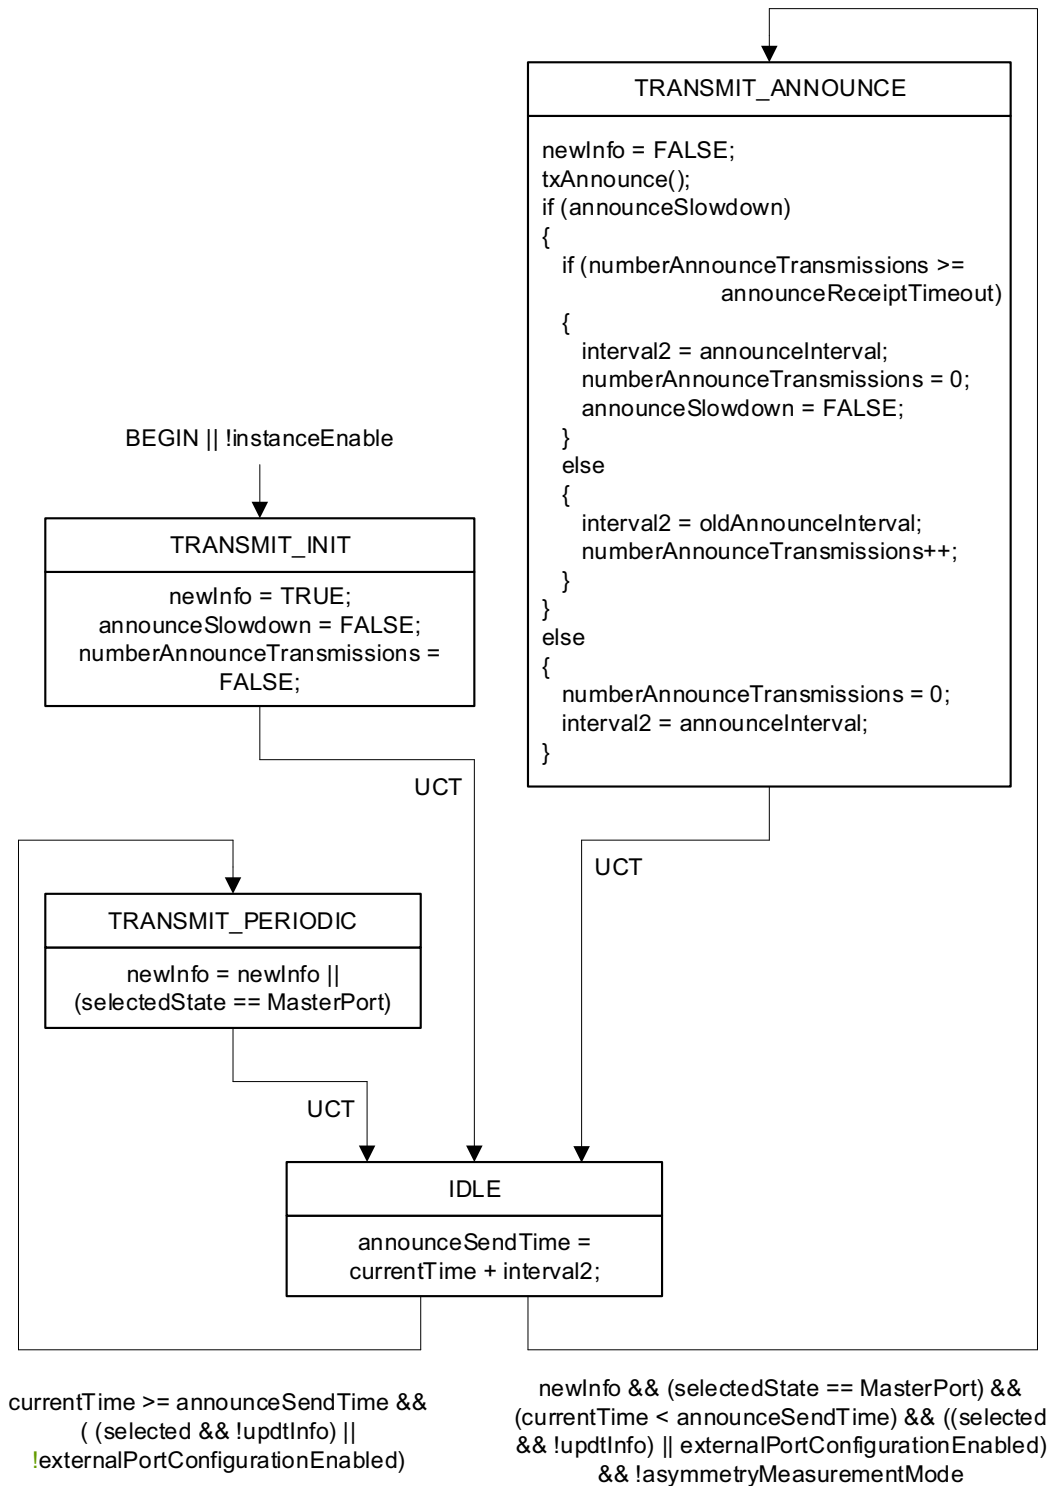 TRANSMIT_ANNOUNCE
newInfo = FALSE;
txAnnounce();
if (announceSlowdown)
{
if (numberAnnounceTransmissions >=
announceReceiptTimeout)
{
interval2 = announceInterval;
numberAnnounceTransmissions = 0;
announceSlowdown = FALSE;
}
else
{
interval2 = oldAnnounceInterval;
numberAnnounceTransmissions++;
}
}
else
{
numberAnnounceTransmissions = 0;
interval2 = announceInterval;
}
BEGIN || !instanceEnable
TRANSMIT_INIT
newInfo = TRUE;
announceSlowdown = FALSE;
numberAnnounceTransmissions =
FALSE;
UCT
UCT
TRANSMIT_PERIODIC
newInfo = newInfo ||
(selectedState == MasterPort)
UCT
IDLE
announceSendTime =
currentTime + interval2;
currentTime >= announceSendTime &&
( (selected && !updtInfo) ||
!externalPortConfigurationEnabled)
newInfo && (selectedState == MasterPort) &&
(currentTime < announceSendTime) && ((selected
&& !updtInfo) || externalPortConfigurationEnabled)
&& !asymmetryMeasurementMode